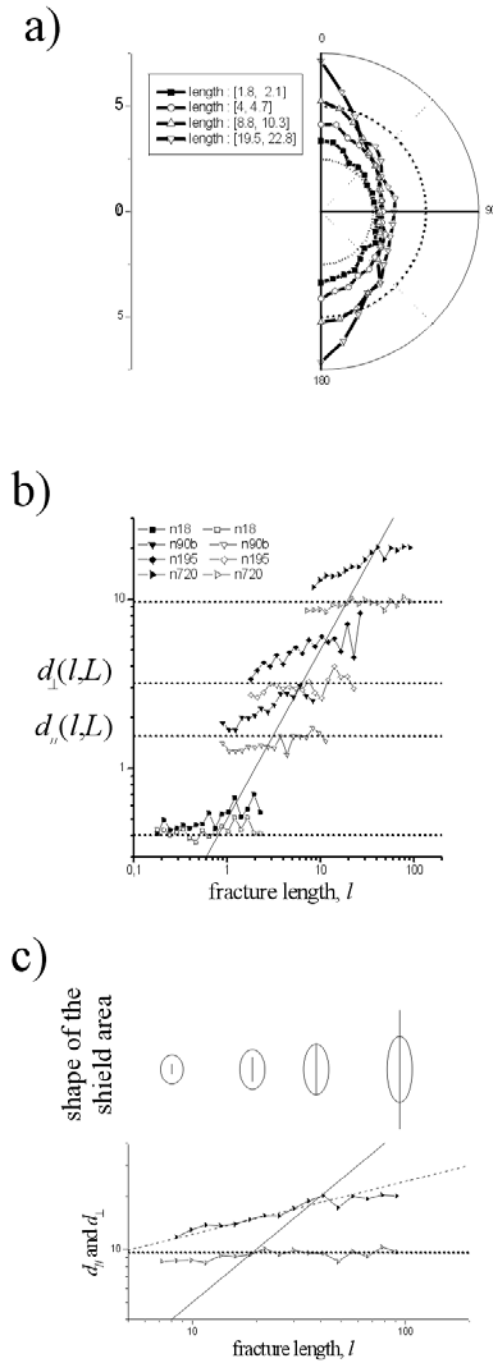 a)
0
length : [1.8, 2.1]
length : [4, 4.7]
length : [8.8, 10.3]
length : [19.5, 22.8]
5
0
90
5
180
b)
n18 n18
n90b n90b
n195 n195
n720 n720
10
d⊥(l,L)
d//(l,L)
1
0,1 1 10 100
fracture length, l
c)
shape of the
shield area
d// and d⊥
10
10 100
fracture length, l